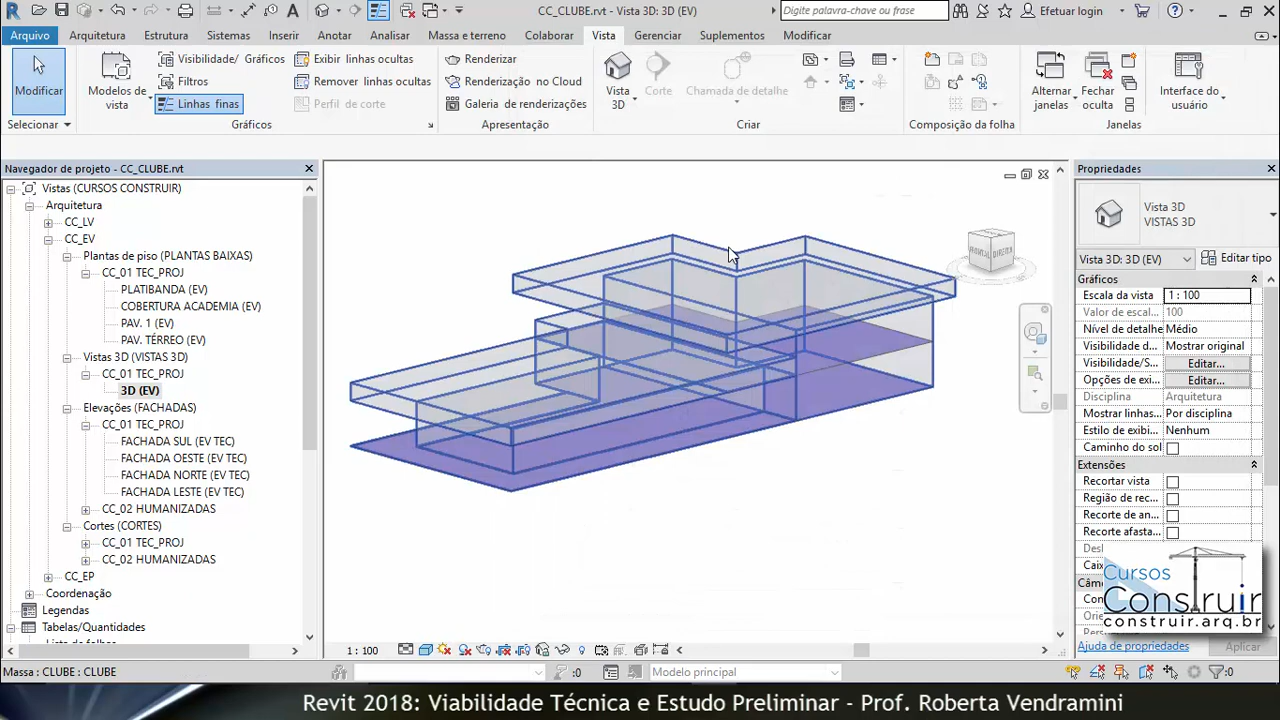 CC_CLUBE.rvt - Vista 3D: 3D (EV)
Digite palavra-chave ou frase
Efetuar login
Arquivo Arquitetura Estrutura Sistemas Inserir Anotar Analisar Massa e terreno Colaborar Vista Gerenciar Suplementos Modificar
Modificar
Selecionar
Modelos de vista
Visibilidade/ Gráficos
Filtros
Linhas finas
Exibir linhas ocultas
Remover linhas ocultas
Perfil de corte
Gráficos
Renderizar
Renderização no Cloud
Galeria de renderizações
Apresentação
Vista 3D
Corte
Chamada de detalhe
Criar
Composição da folha
Alternar janelas
Fechar oculta
Janelas
Interface do usuário
Navegador de projeto - CC_CLUBE.rvt
Vistas (CURSOS CONSTRUIR)
Arquitetura
CC_LV
CC_EV
Plantas de piso (PLANTAS BAIXAS)
CC_01 TEC_PROJ
PLATIBANDA (EV)
COBERTURA ACADEMIA (EV)
PAV. 1 (EV)
PAV. TÉRREO (EV)
Vistas 3D (VISTAS 3D)
CC_01 TEC_PROJ
3D (EV)
Elevações (FACHADAS)
CC_01 TEC_PROJ
FACHADA SUL (EV TEC)
FACHADA OESTE (EV TEC)
FACHADA NORTE (EV TEC)
FACHADA LESTE (EV TEC)
CC_02 HUMANIZADAS
Cortes (CORTES)
CC_01 TEC_PROJ
CC_02 HUMANIZADAS
CC_EP
Coordenação
Legendas
Tabelas/Quantidades
FRONTAL DIREITO
Propriedades
Vista 3D
VISTAS 3D
Vista 3D: 3D (EV)
Editar tipo
Gráficos
Escala da vista 1 : 100
Valor de escal... 100
Nível de detalhe Médio
Visibilidade d... Mostrar original
Visibilidade/S... Editar...
Opções de exi... Editar...
Disciplina Arquitetura
Mostrar linhas... Por disciplina
Estilo de exibi... Nenhum
Caminho do sol
Extensões
Recortar vista
Região de rec...
Recorte de an...
Recorte afasta...
Cursos
Construir
construir.arq.br
Ajuda de propriedades
Aplicar
1 : 100
Massa : CLUBE : CLUBE
:0
Modelo principal
:0
Revit 2018: Viabilidade Técnica e Estudo Preliminar - Prof. Roberta Vendramini